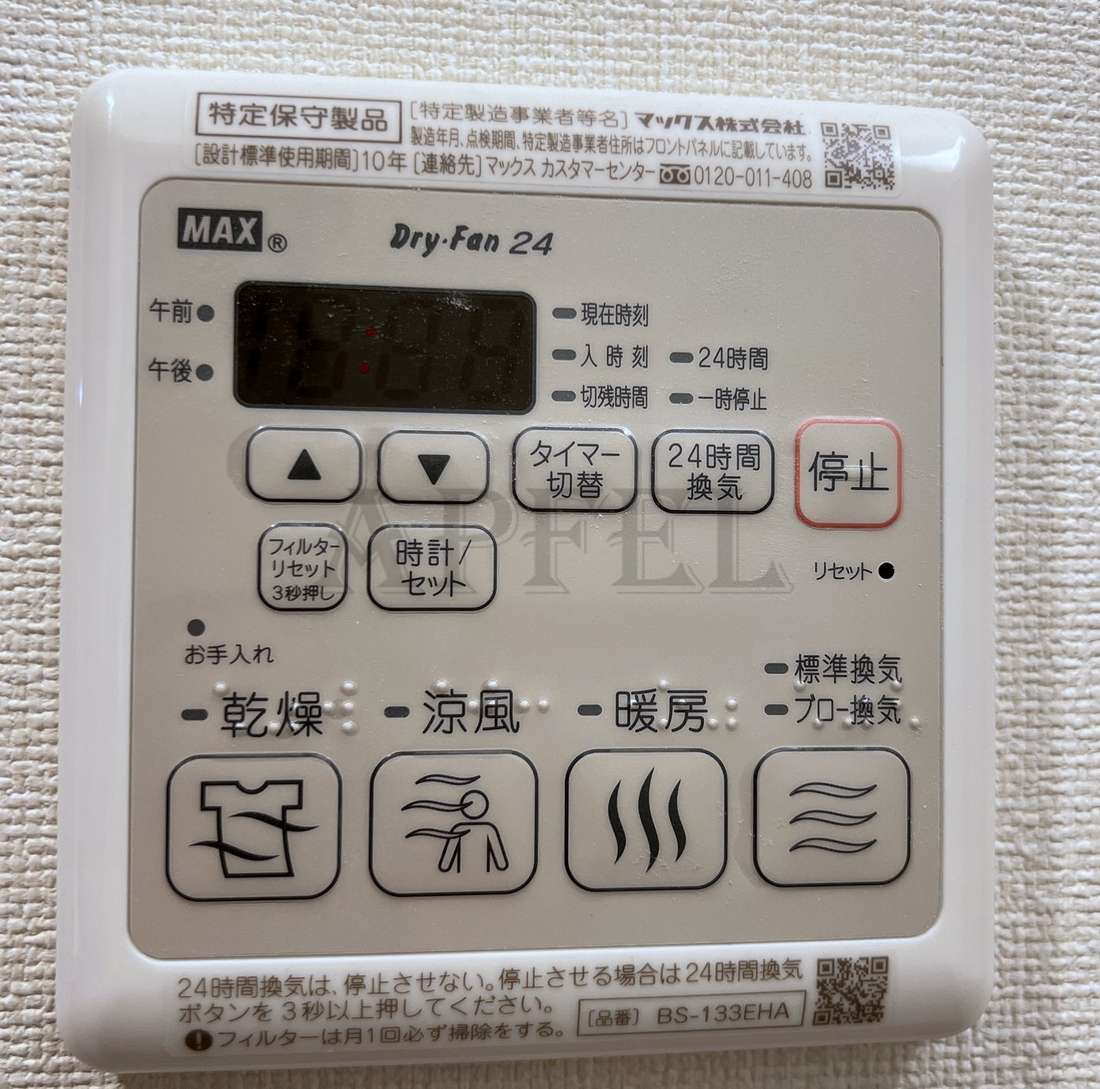 特定保守製品 [特定製造事業者等名] マックス株式会社
製造年月、点検期間、特定製造事業者住所はフロントパネルに記載しています。
[設計標準使用期間]10年 [連絡先] マックス カスタマーセンター 0120-011-408
MAX® Dry・Fan 24
午前
午後
現在時刻
入時刻 24時間
切残時間 一時停止
▲ ▼ タイマー切替 24時間換気 停止
フィルターリセット3秒押し 時計/セット リセット
APFEL
お手入れ
標準換気
乾燥 涼風 暖房 ブロー換気
24時間換気は、停止させない。停止させる場合は24時間換気
ボタンを3秒以上押してください。
[品番] BS-133EHA
! フィルターは月1回必ず掃除をする。